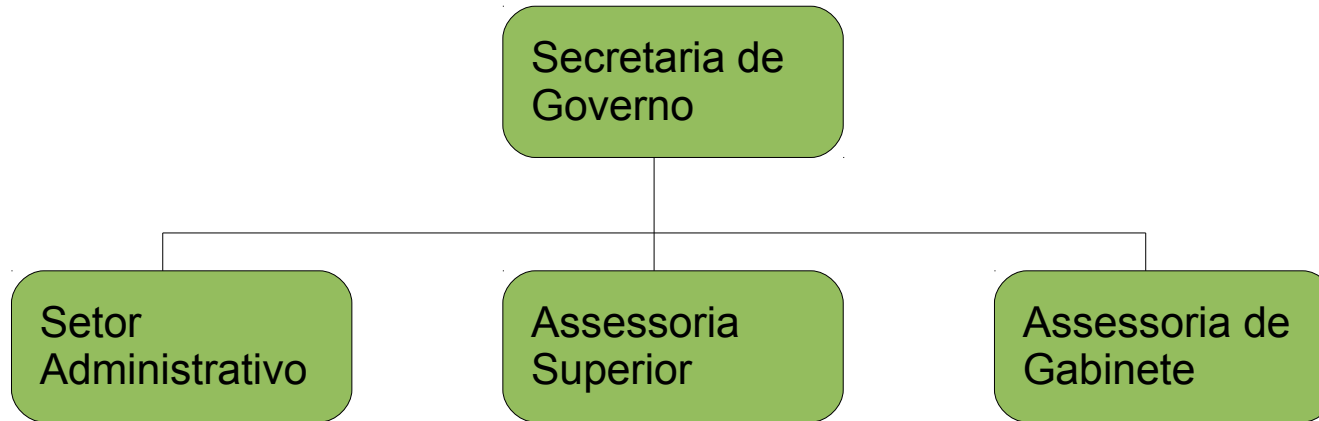 Secretaria de
Governo
Setor
Administrativo
Assessoria
Superior
Assessoria de
Gabinete